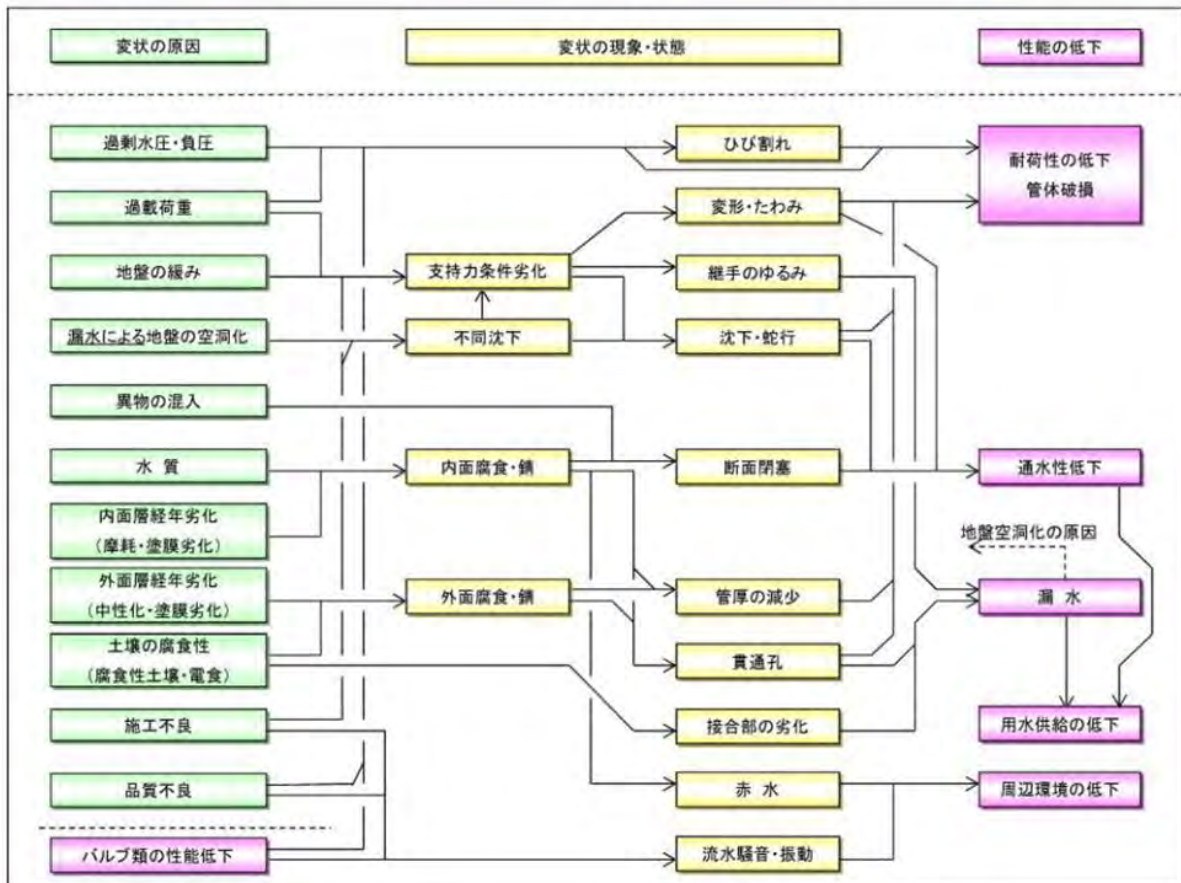 変状の原因
変状の現象・状態
性能の低下
過剰水圧・負圧
ひび割れ
耐荷性の低下
管体破損
過載荷重
変形・たわみ
地盤の緩み
支持力条件劣化
継手のゆるみ
漏水による地盤の空洞化
不同沈下
沈下・蛇行
異物の混入
水 質
内面腐食・錆
断面閉塞
通水性低下
内面層経年劣化
(摩耗・塗膜劣化)
地盤空洞化の原因
外面層経年劣化
(中性化・塗膜劣化)
外面腐食・錆
管厚の減少
漏 水
土壌の腐食性
(腐食性土壌・電食)
貫通孔
施工不良
接合部の劣化
用水供給の低下
品質不良
赤 水
周辺環境の低下
バルブ類の性能低下
流水騒音・振動